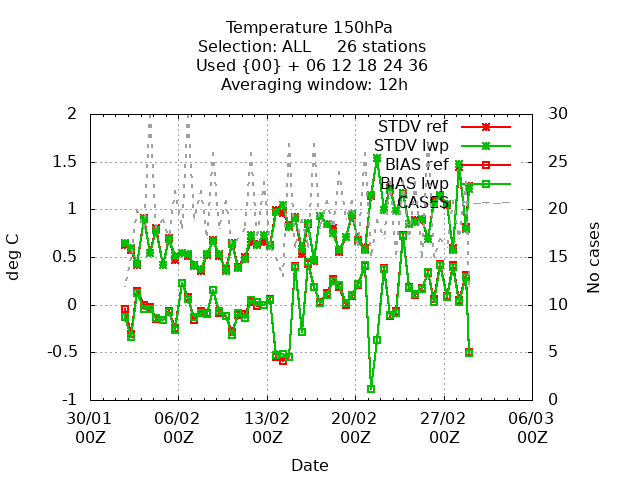 Temperature 150hPa
Selection: ALL     26 stations
Used {00} + 06 12 18 24 36
Averaging window: 12h
STDV ref
STDV lwp
BIAS ref
BIAS lwp
CASES
deg C
2
1.5
1
0.5
0
-0.5
-1
30
25
20
15
10
5
0
No cases
30/01 06/02 13/02 20/02 27/02 06/03
00Z 00Z 00Z 00Z 00Z 00Z
Date